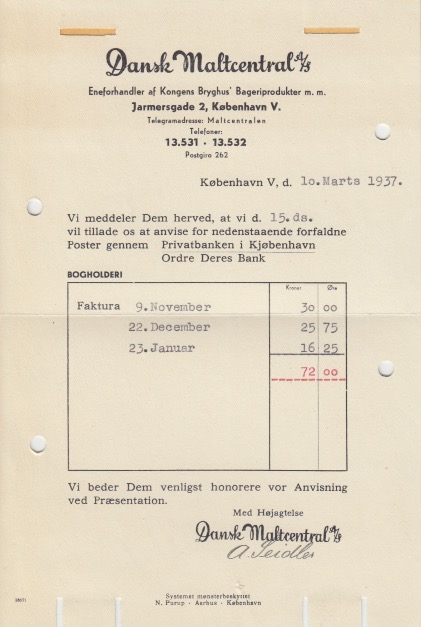 Dansk Maltcentral A/S
Eneforhandler af Kongens Bryghus' Bageriprodukter m. m.
Jarmersgade 2, København V.
Telegramadresse: Maltcentralen
Telefoner:
13.531 · 13.532
Postgiro 262
København V, d. 10.Marts 1937.
Vi meddeler Dem herved, at vi d. 15.ds.
vil tillade os at anvise for nedenstaaende forfaldne
Poster gennem Privatbanken i Kjøbenhavn
Ordre Deres Bank
BOGHOLDERI
Kroner Øre
Faktura 9.November 30 00
22.December 25 75
23.Januar 16 25
72 00
Vi beder Dem venligst honorere vor Anvisning
ved Præsentation.
Med Højagtelse
Dansk Maltcentral A/S
A. Seidler
Systemet mønsterbeskyttet
N. Purup - Aarhus - København